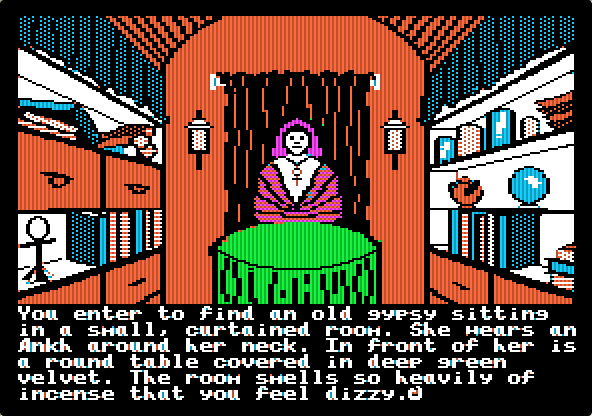 You enter to find an old gypsy sitting
in a small, curtained room. She wears an
Ankh around her neck. In front of her is
a round table covered in deep green
velvet. The room smells so heavily of
incense that you feel dizzy.